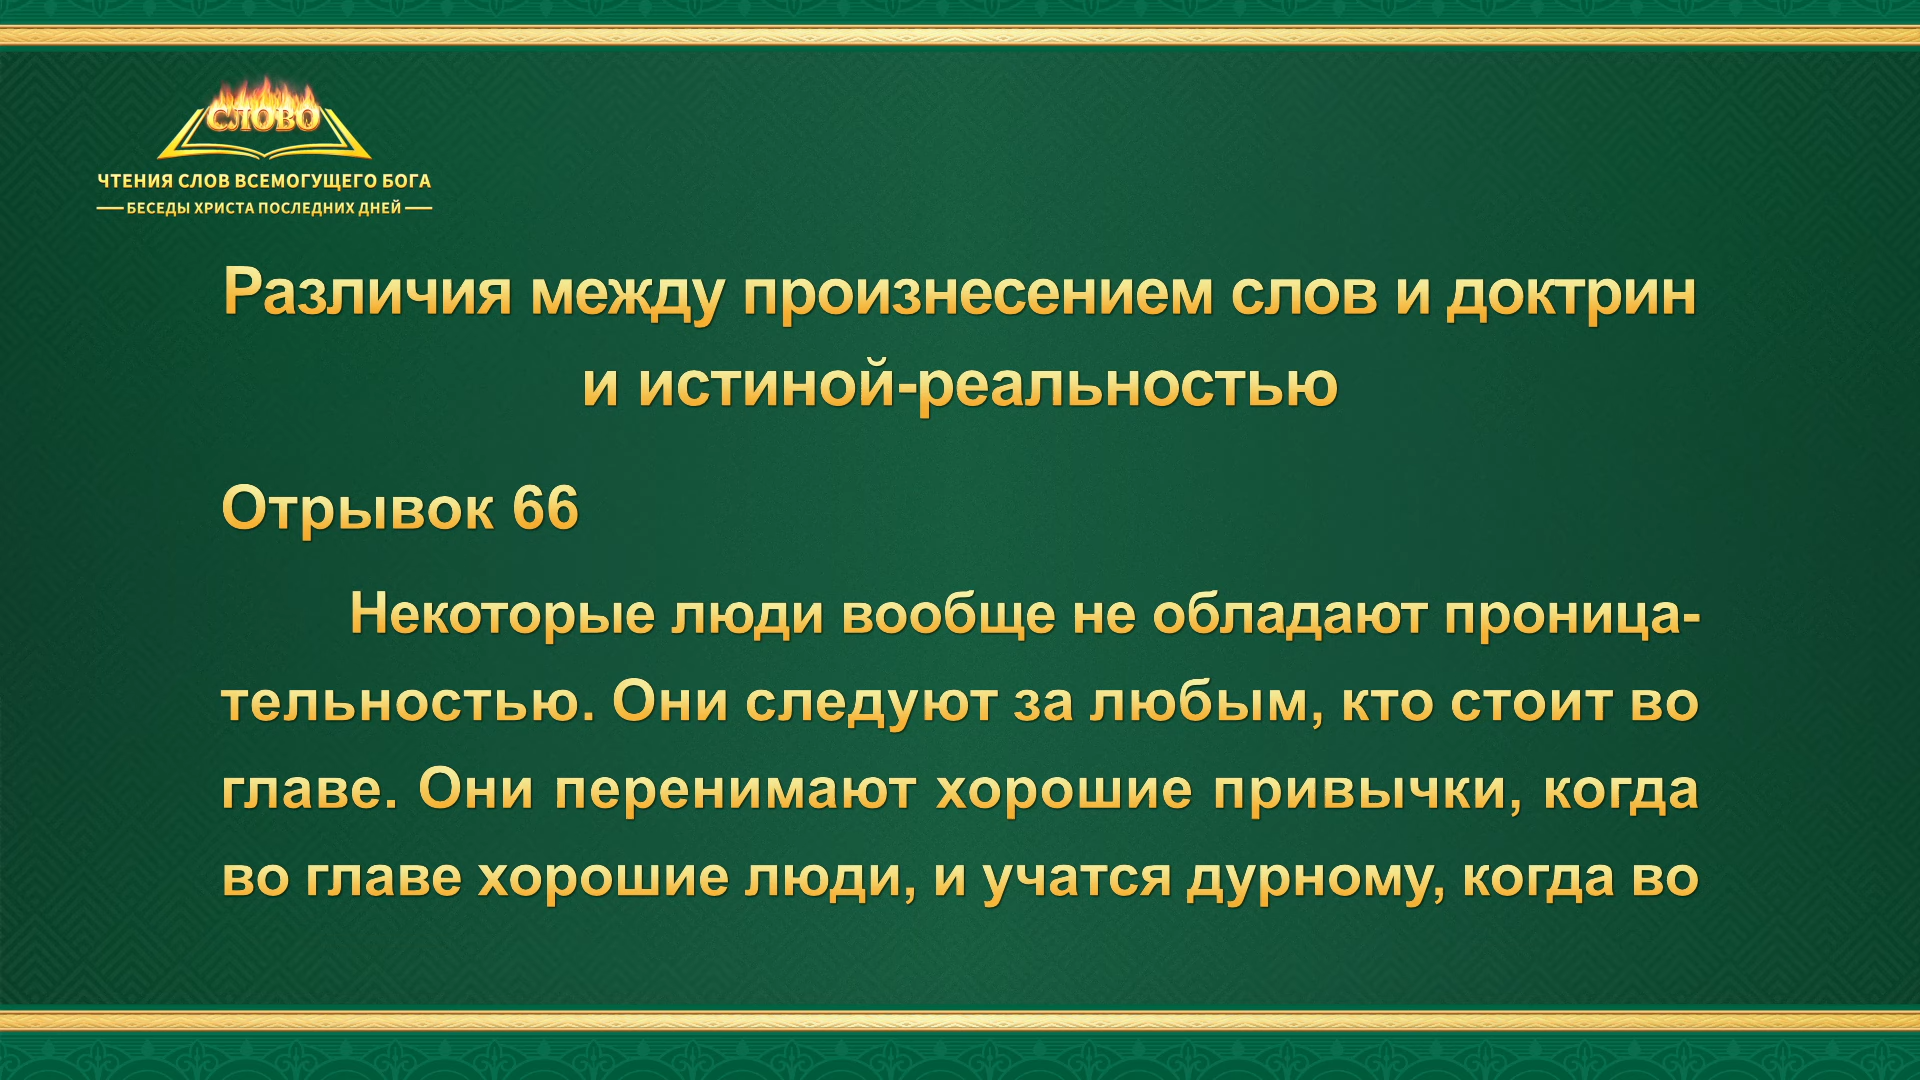 СЛОВО
ЧТЕНИЯ СЛОВ ВСЕМОГУЩЕГО БОГА
БЕСЕДЫ ХРИСТА ПОСЛЕДНИХ ДНЕЙ
Различия между произнесением слов и доктрин
и истиной-реальностью
Отрывок 66
Некоторые люди вообще не обладают проница-
тельностью. Они следуют за любым, кто стоит во
главе. Они перенимают хорошие привычки, когда
во главе хорошие люди, и учатся дурному, когда во